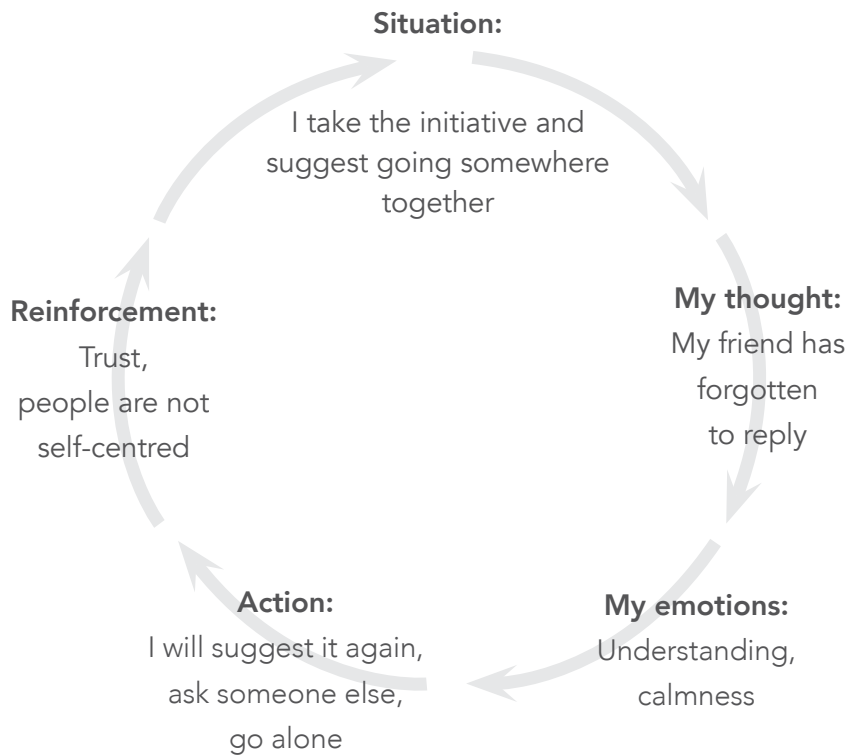 Situation:
I take the initiative and
suggest going somewhere
together
My thought:
My friend has
forgotten
to reply
My emotions:
Understanding,
calmness
Action:
I will suggest it again,
ask someone else,
go alone
Reinforcement:
Trust,
people are not
self-centred